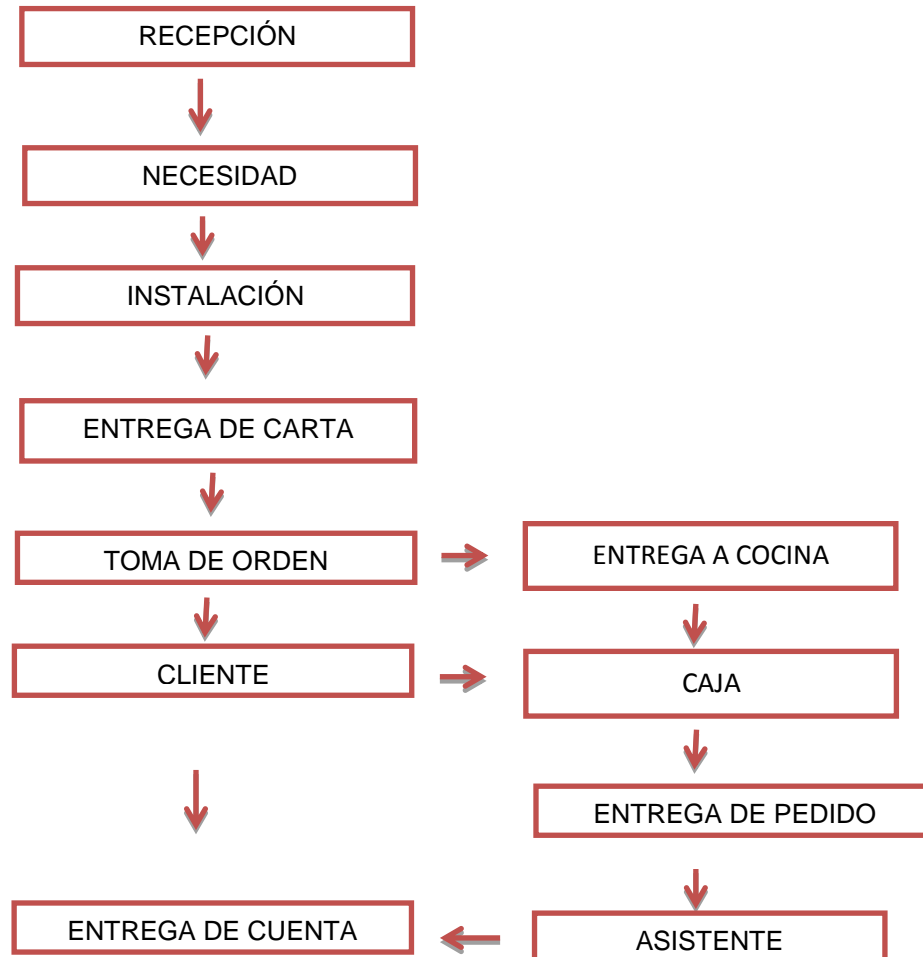 RECEPCIÓN
NECESIDAD
INSTALACIÓN
ENTREGA DE CARTA
TOMA DE ORDEN
ENTREGA A COCINA
CLIENTE
CAJA
ENTREGA DE PEDIDO
ENTREGA DE CUENTA
ASISTENTE